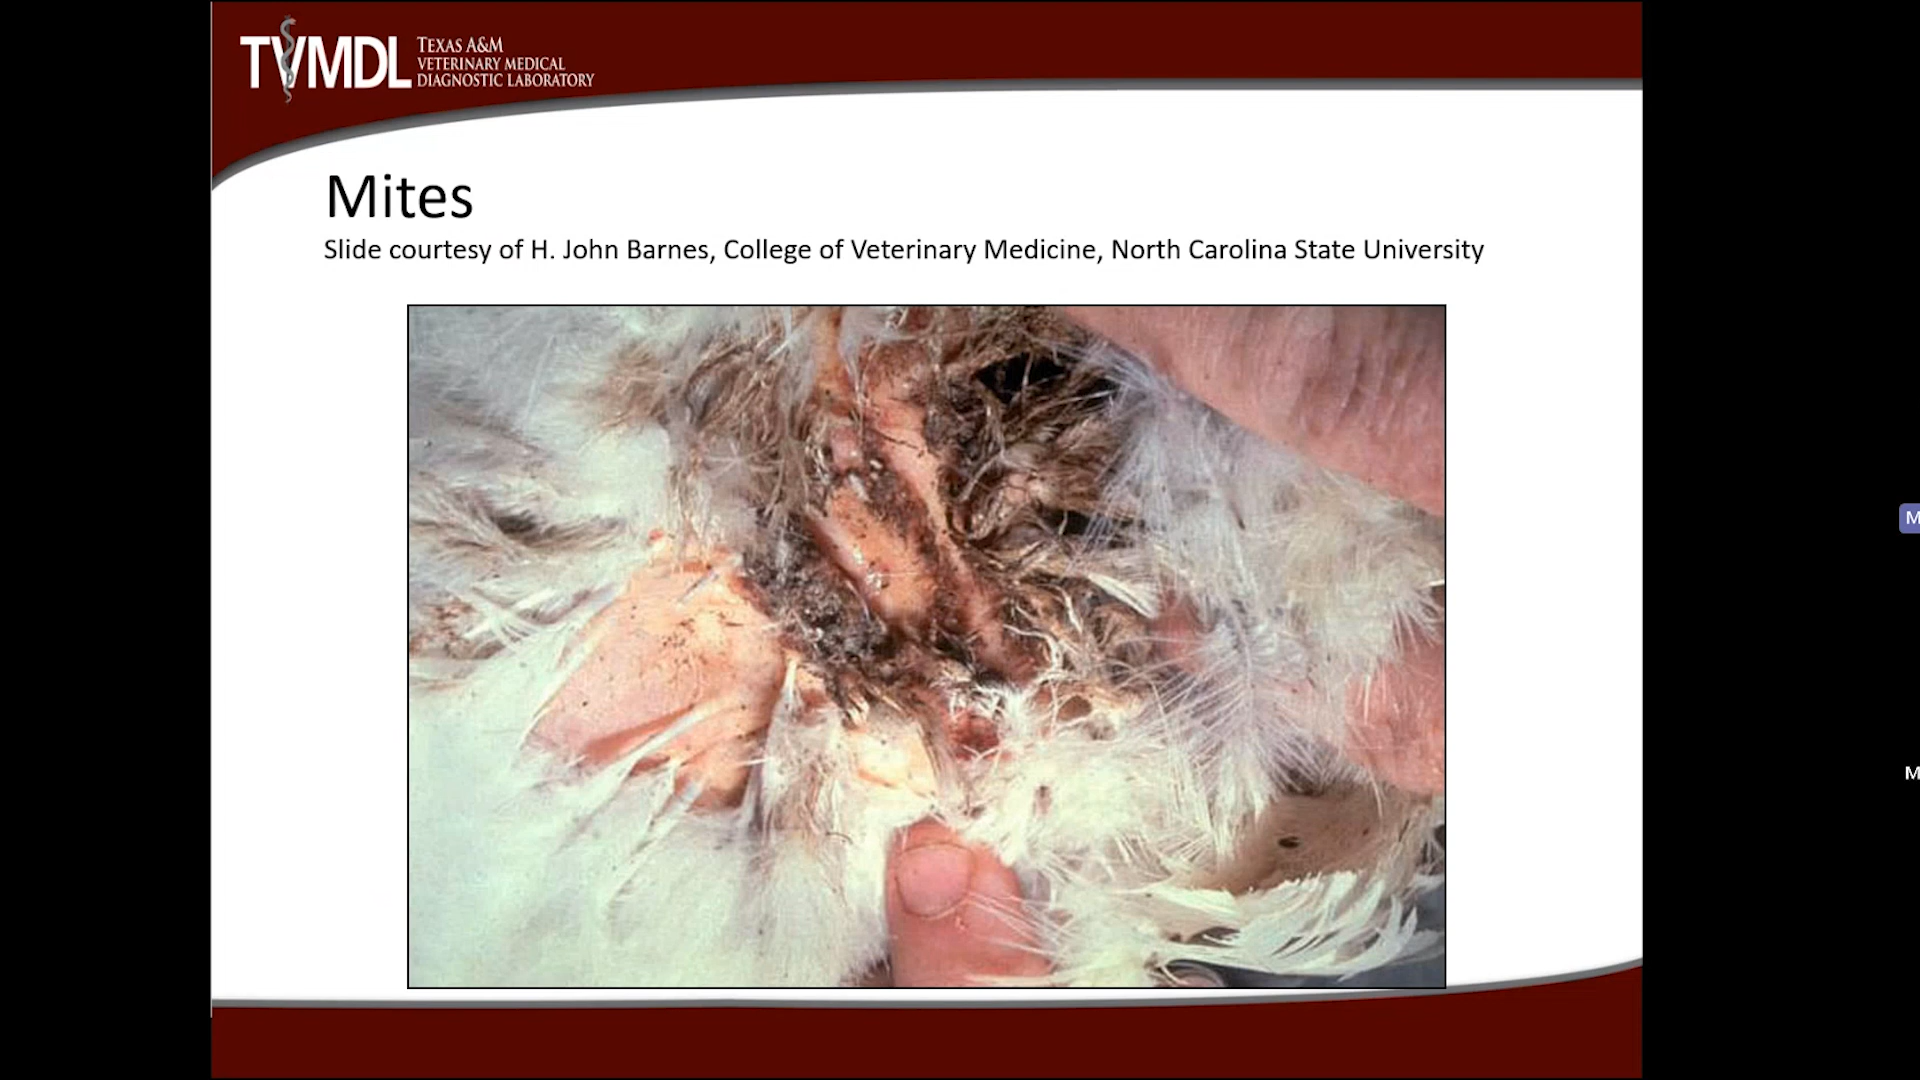 TVMDL
TEXAS A&M
VETERINARY MEDICAL
DIAGNOSTIC LABORATORY
Mites
Slide courtesy of H. John Barnes, College of Veterinary Medicine, North Carolina State University
M
M